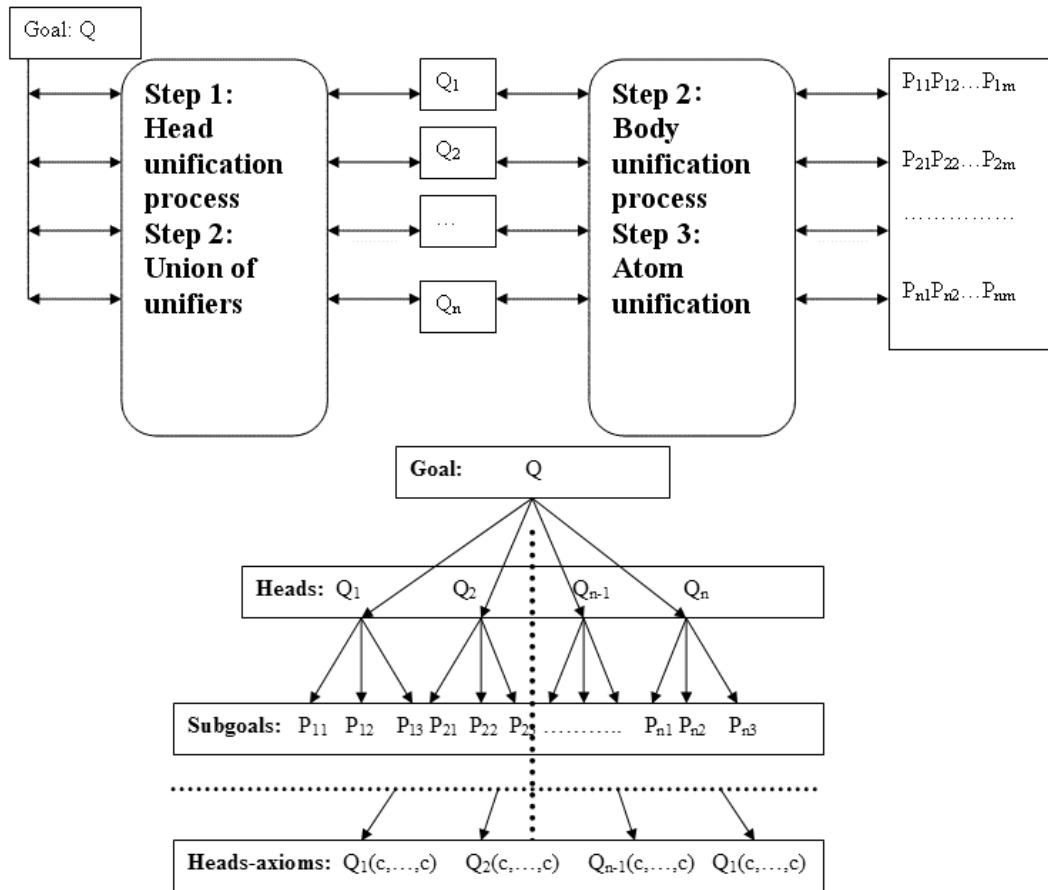 Goal: Q
Step 1:
Head
unification
process
Step 2:
Union of
unifiers
Q₁
Q₂
...
Qₙ
Step 2:
Body
unification
process
Step 3:
Atom
unification
P₁₁P₁₂…P₁ₘ
P₂₁P₂₂…P₂ₘ
……………
Pₙ₁Pₙ₂…Pₙₘ
Goal: Q
Heads: Q₁ Q₂ Qₙ₋₁ Qₙ
Subgoals: P₁₁ P₁₂ P₁₃ P₂₁ P₂₂ ……….. Pₙ₁ Pₙ₂ Pₙ₃
Heads-axioms: Q₁(c,…,c) Q₂(c,…,c) Qₙ₋₁(c,…,c) Q₁(c,…,c)